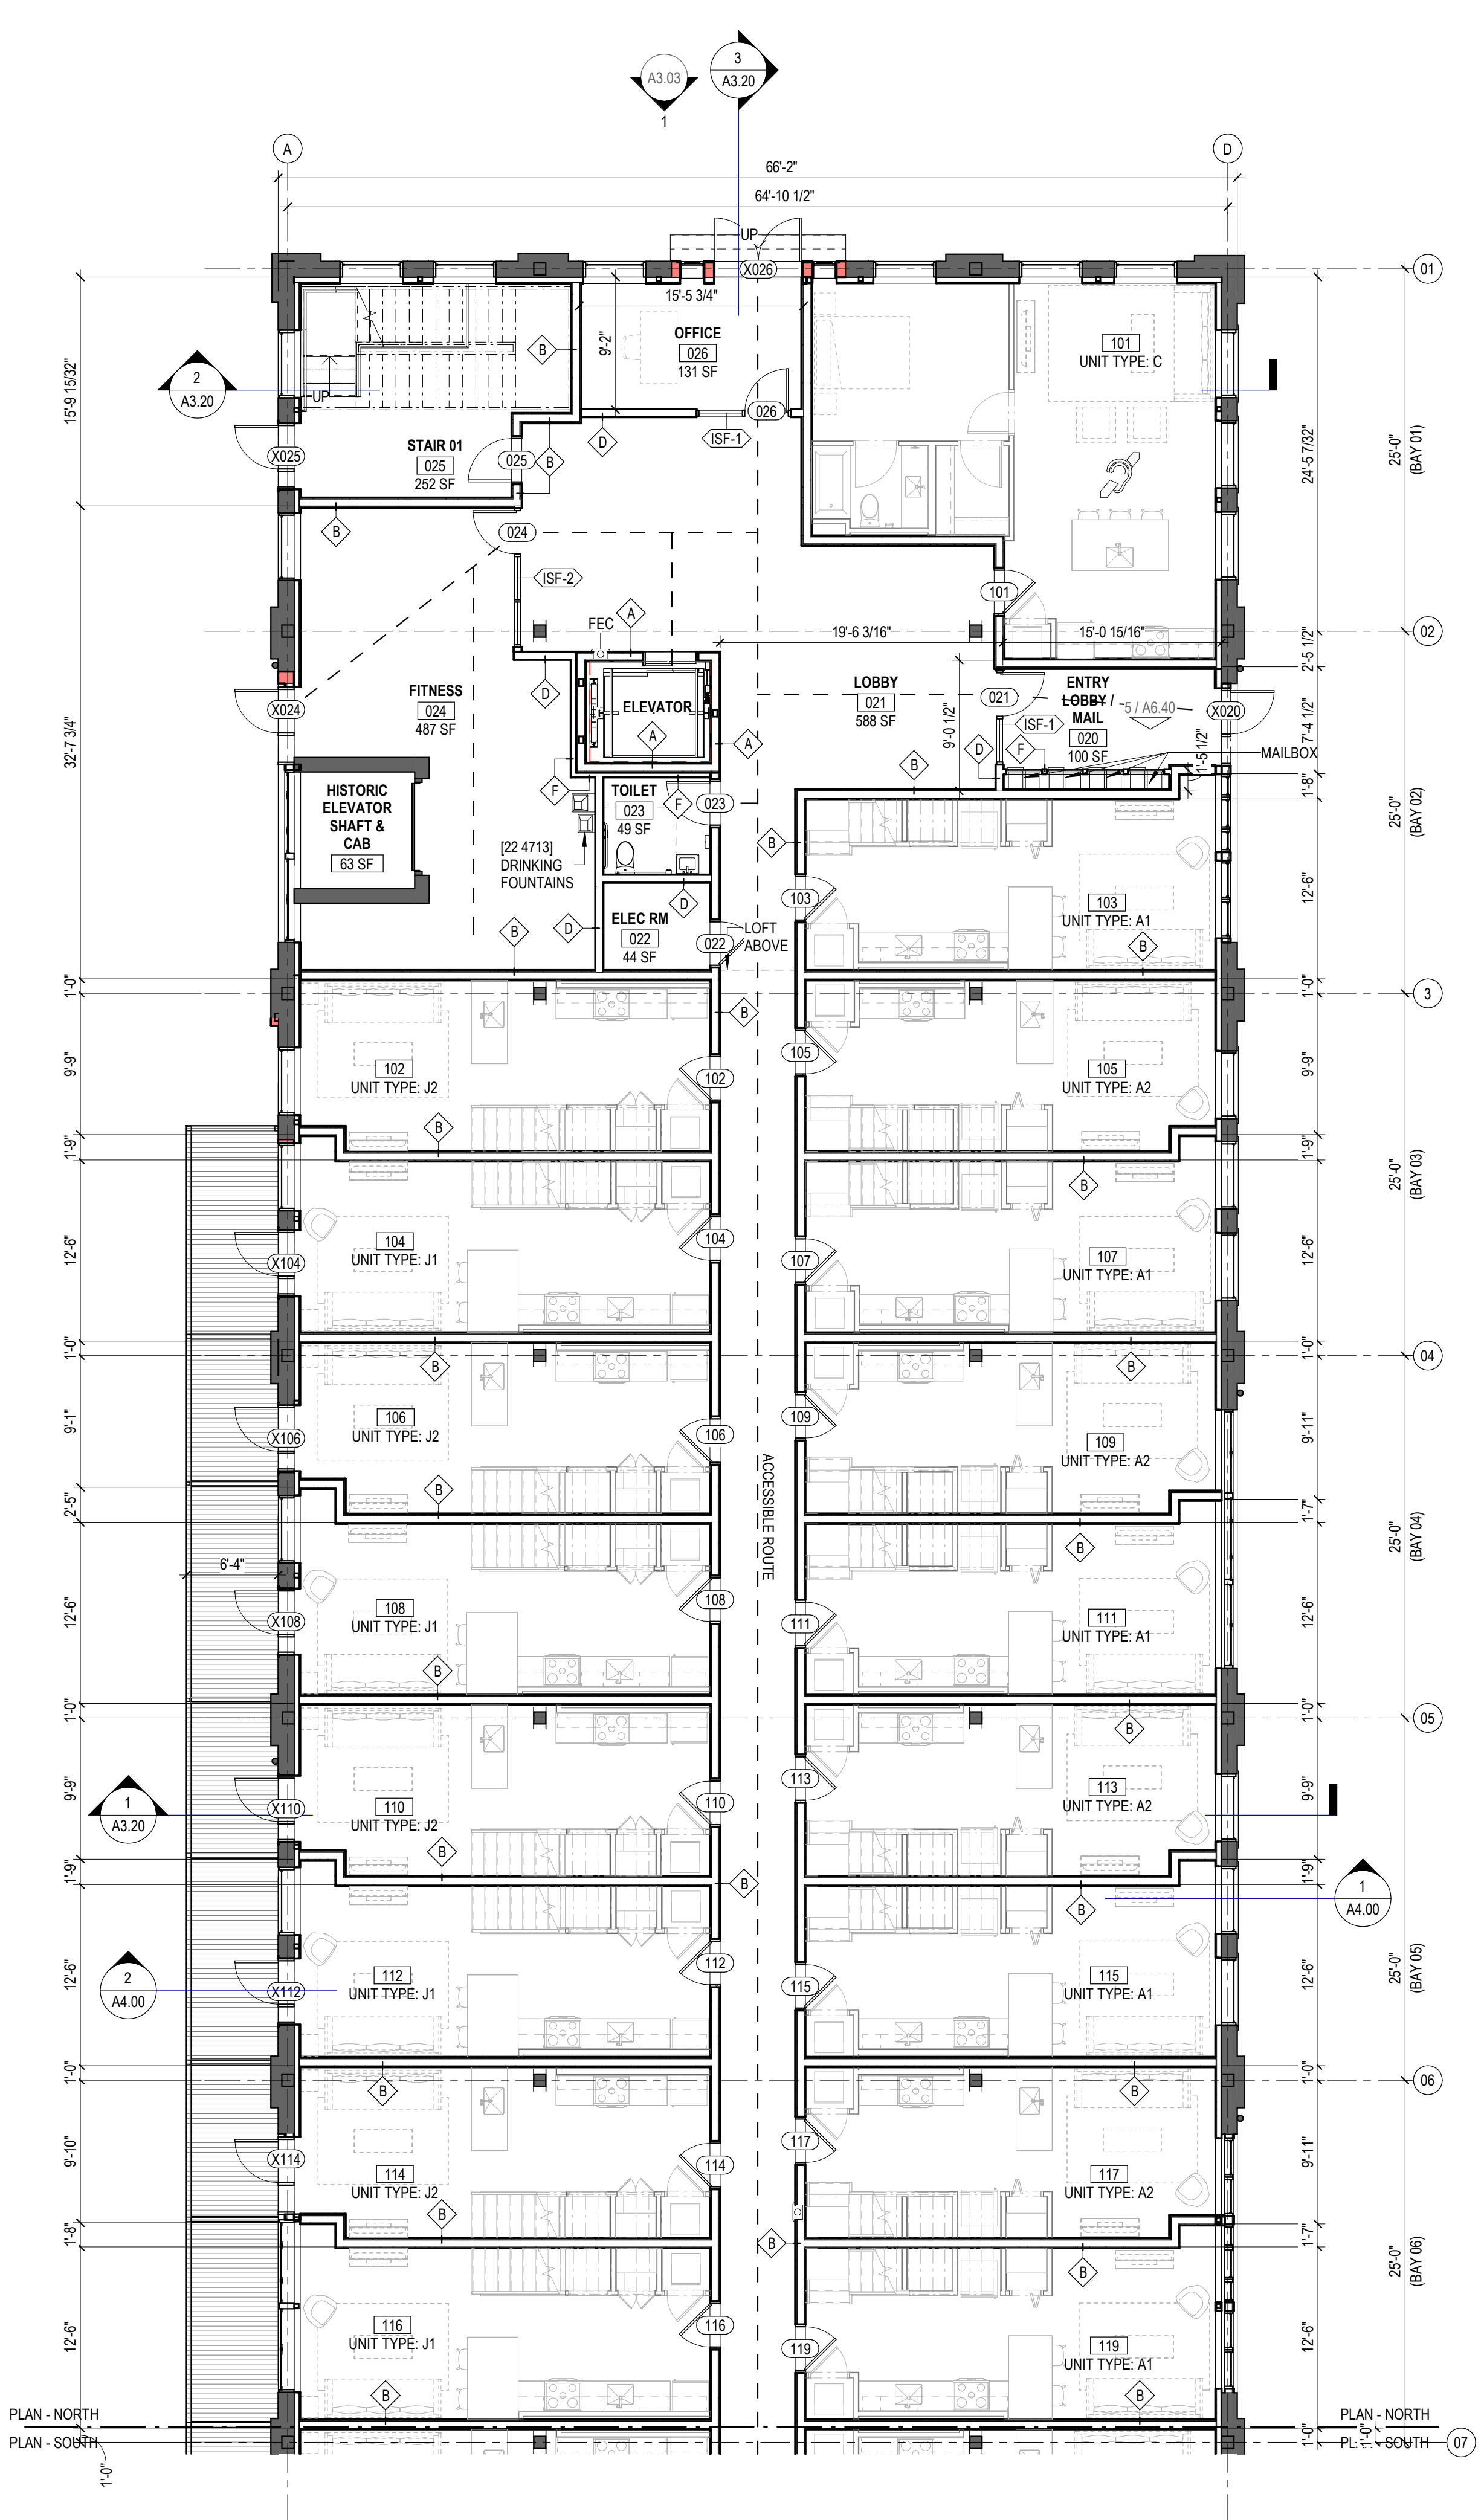 3
A3.03
A3.20
1
A
D
66'-2"
64'-10 1/2"
UP
X026
01
15'-5 3/4"
9'-2"
OFFICE
026
131 SF
B
101
UNIT TYPE: C
2
A3.20
UP
15'-9 15/32"
026
D
ISF-1
STAIR 01
025
252 SF
X025
025
B
24'-5 7/32"
25'-0"
(BAY 01)
B
024
ISF-2
101
A
FEC
19'-6 3/16"
15'-0 15/16"
02
2'-5 1/2"
D
FITNESS
024
487 SF
X024
ELEVATOR
A
A
LOBBY
021
588 SF
021
ENTRY
LOBBY /
MAIL
020
100 SF
5 / A6.40
X020
ISF-1
D
F
MAILBOX
9'-0 1/2"
7'-4 1/2"
1'-5 1/2"
1'-8"
32'-7 3/4"
B
HISTORIC
ELEVATOR
SHAFT &
CAB
63 SF
F
TOILET
023
49 SF
F
023
[22 4713]
DRINKING
FOUNTAINS
B
25'-0"
(BAY 02)
12'-6"
103
103
UNIT TYPE: A1
D
ELEC RM
022
44 SF
D
B
022
LOFT
ABOVE
B
1'-0"
1'-0"
3
B
9'-9"
102
UNIT TYPE: J2
102
105
105
UNIT TYPE: A2
9'-9"
B
1'-9"
1'-9"
B
25'-0"
(BAY 03)
12'-6"
104
UNIT TYPE: J1
X104
104
107
107
UNIT TYPE: A1
12'-6"
1'-0"
B
B
1'-0"
04
9'-1"
106
UNIT TYPE: J2
X106
106
109
109
UNIT TYPE: A2
9'-11"
ACCESSIBLE ROUTE
B
2'-5"
1'-7"
B
25'-0"
(BAY 04)
6'-4"
12'-6"
108
UNIT TYPE: J1
X108
108
111
111
UNIT TYPE: A1
12'-6"
B
1'-0"
B
1'-0"
05
1
A3.20
9'-9"
110
UNIT TYPE: J2
X110
110
113
113
UNIT TYPE: A2
9'-9"
B
1'-9"
B
B
1'-9"
1
A4.00
2
A4.00
12'-6"
112
UNIT TYPE: J1
X112
112
115
115
UNIT TYPE: A1
12'-6"
25'-0"
(BAY 05)
1'-0"
B
B
1'-0"
06
9'-10"
114
UNIT TYPE: J2
X114
114
117
117
UNIT TYPE: A2
9'-11"
B
1'-8"
B
B
1'-7"
25'-0"
(BAY 06)
12'-6"
116
UNIT TYPE: J1
116
119
119
UNIT TYPE: A1
12'-6"
B
B
PLAN - NORTH
PLAN - SOUTH
1'-0"
PLAN - NORTH
SOUTH
1'-0"
1'-0"
07